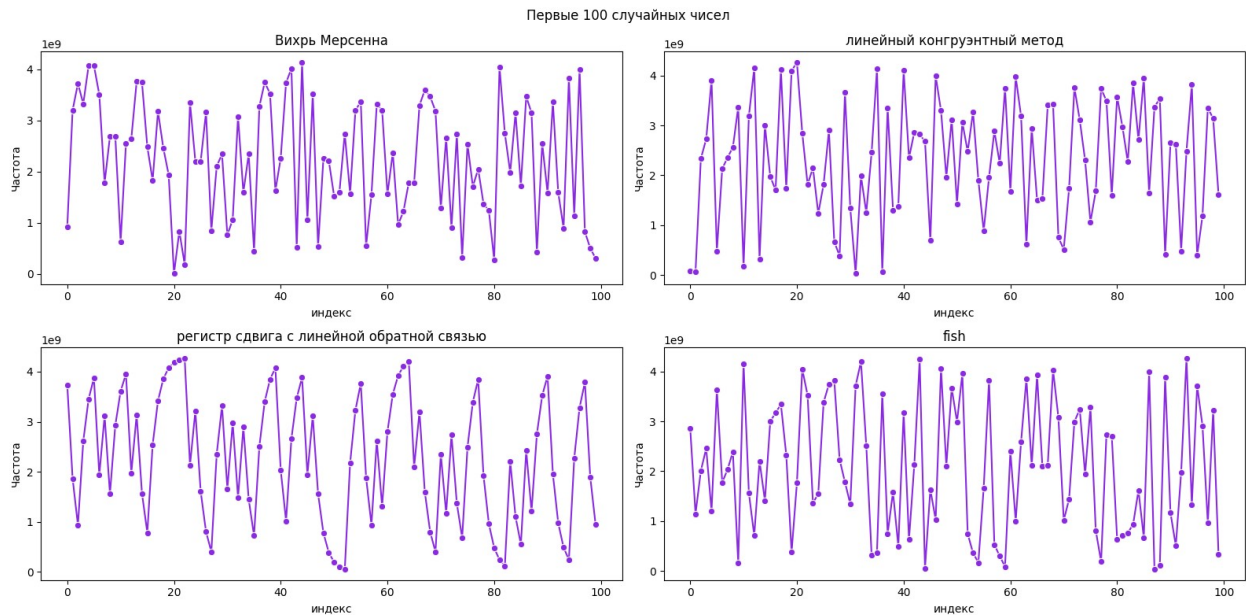 Первые 100 случайных чисел
Вихрь Мерсенна
1e9
4
3
2
1
0
Частота
0 20 40 60 80 100
индекс
линейный конгруэнтный метод
1e9
4
3
2
1
0
Частота
0 20 40 60 80 100
индекс
регистр сдвига с линейной обратной связью
1e9
4
3
2
1
0
Частота
0 20 40 60 80 100
индекс
fish
1e9
4
3
2
1
0
Частота
0 20 40 60 80 100
индекс